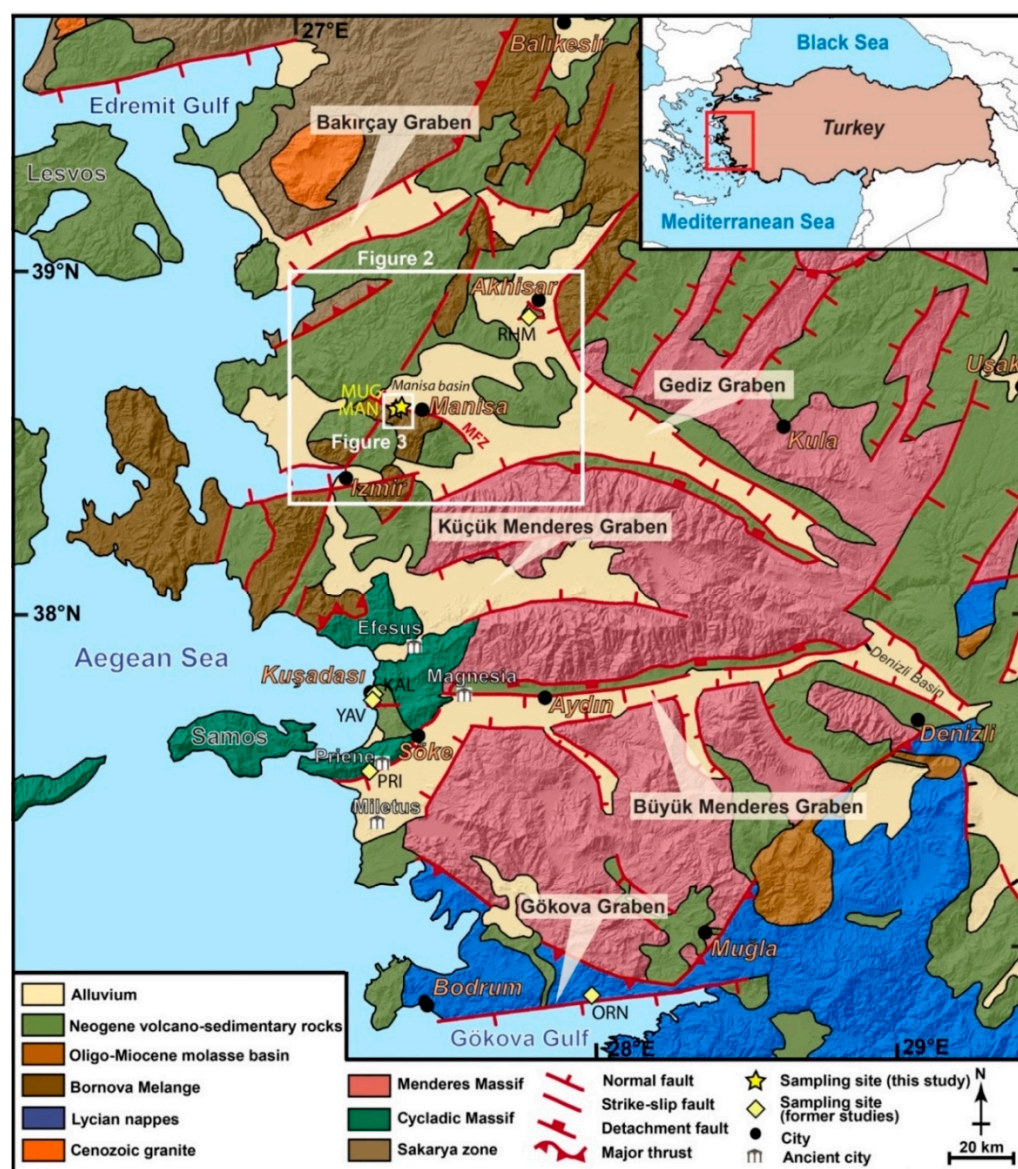 27°E
Balıkesir
Edremit Gulf
Bakırçay Graben
Lesvos
Black Sea
Turkey
Mediterranean Sea
39°N
Figure 2
Akhisar
RHM
Uşak
MUG
Manisa basin
Gediz Graben
MAN
Manisa
Figure 3
MFZ
Kula
Izmir
Küçük Menderes Graben
38°N
Efesus
Aegean Sea
Kuşadası
KAL
Magnesia
Denizli Basin
YAV
Aydın
Samos
Söke
Denizli
Priene
PRI
Miletus
Büyük Menderes Graben
Gökova Graben
Muğla
Bodrum
ORN
Gökova Gulf
28°E
29°E
Alluvium
Neogene volcano-sedimentary rocks
Oligo-Miocene molasse basin
Bornova Melange
Lycian nappes
Cenozoic granite
Menderes Massif
Cycladic Massif
Sakarya zone
Normal fault
Strike-slip fault
Detachment fault
Major thrust
Sampling site (this study)
Sampling site
(former studies)
City
Ancient city
N
20 km